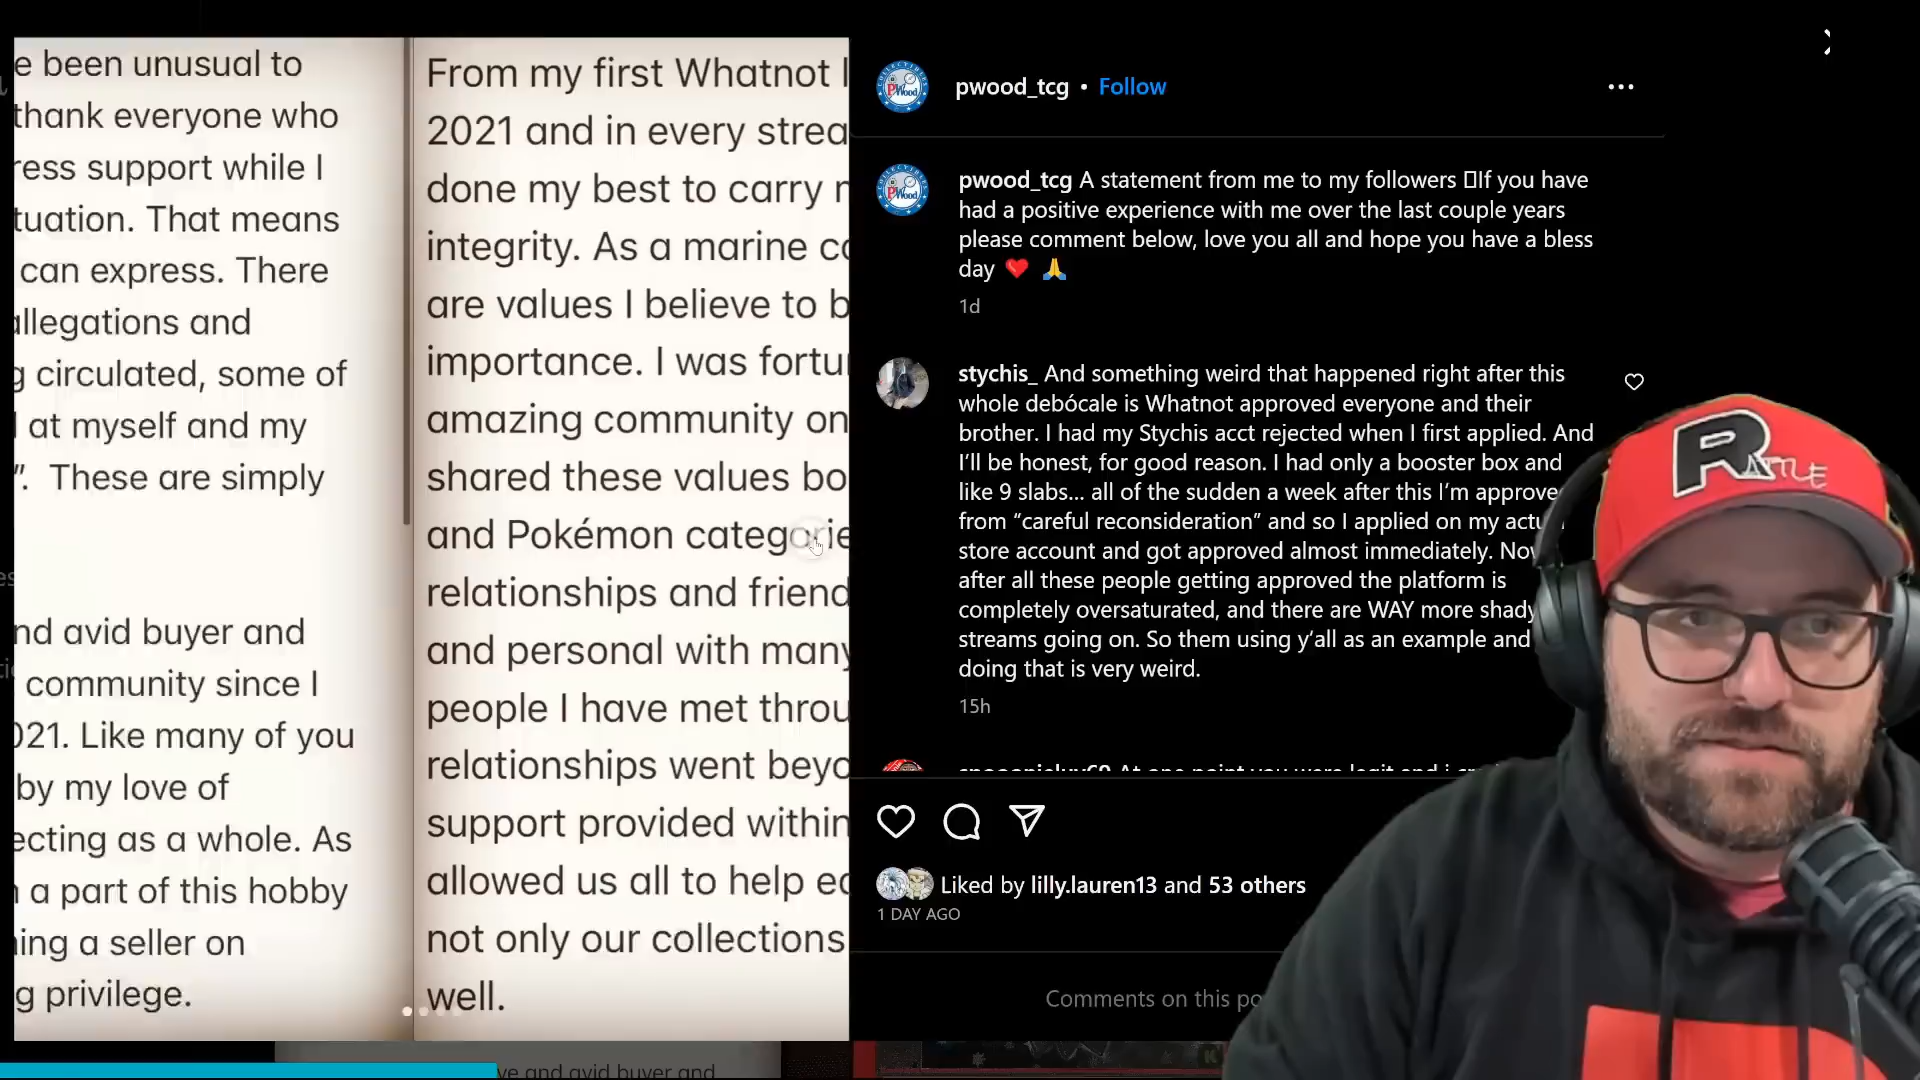 e been unusual to
thank everyone who
ress support while I
tuation. That means
can express. There
allegations and
g circulated, some of
at myself and my
”. These are simply
nd avid buyer and
community since I
021. Like many of you
by my love of
ecting as a whole. As
a part of this hobby
ing a seller on
g privilege.
From my first Whatnot l
2021 and in every strea
done my best to carry
integrity. As a marine co
are values I believe to b
importance. I was fortu
amazing community on
shared these values bo
and Pokémon categorie
relationships and friend
and personal with many
people I have met throu
relationships went beyo
support provided within
allowed us all to help
not only our collections
well.
pwood_tcg • Follow
pwood_tcg A statement from me to my followers If you have
had a positive experience with me over the last couple years
please comment below, love you all and hope you have a bless
day ❤️ 🙏
1d
stychis_ And something weird that happened right after this
whole debócale is Whatnot approved everyone and their
brother. I had my Stychis acct rejected when I first applied. And
I’ll be honest, for good reason. I had only a booster box and
like 9 slabs... all of the sudden a week after this I’m approve
from “careful reconsideration” and so I applied on my actu
store account and got approved almost immediately. Now
after all these people getting approved the platform is
completely oversaturated, and there are WAY more shady
streams going on. So them using y’all as an example and
doing that is very weird.
15h
Liked by lilly.lauren13 and 53 others
1 DAY AGO
Comments on this po
ve and avid buyer and
PWood
RATTLE